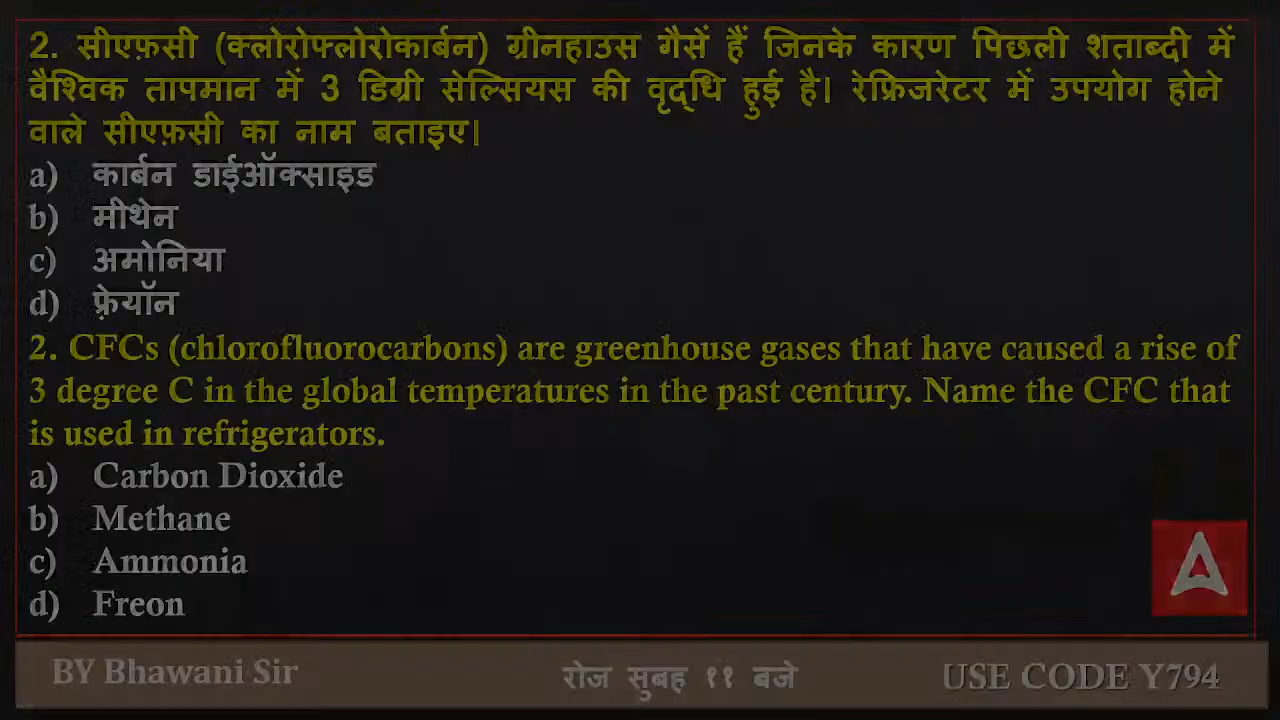 2. सीएफ़सी (क्लोरोफ्लोरोकार्बन) ग्रीनहाउस गैसें हैं जिनके कारण पिछली शताब्दी में
वैश्विक तापमान में 3 डिग्री सेल्सियस की वृद्धि हुई है। रेफ्रिजरेटर में उपयोग होने
वाले सीएफ़सी का नाम बताइए।
a) कार्बन डाईऑक्साइड
b) मीथेन
c) अमोनिया
d) फ़्रेयॉन
2. CFCs (chlorofluorocarbons) are greenhouse gases that have caused a rise of
3 degree C in the global temperatures in the past century. Name the CFC that
is used in refrigerators.
a) Carbon Dioxide
b) Methane
c) Ammonia
d) Freon
BY Bhawani Sir रोज सुबह ११ बजे USE CODE Y794